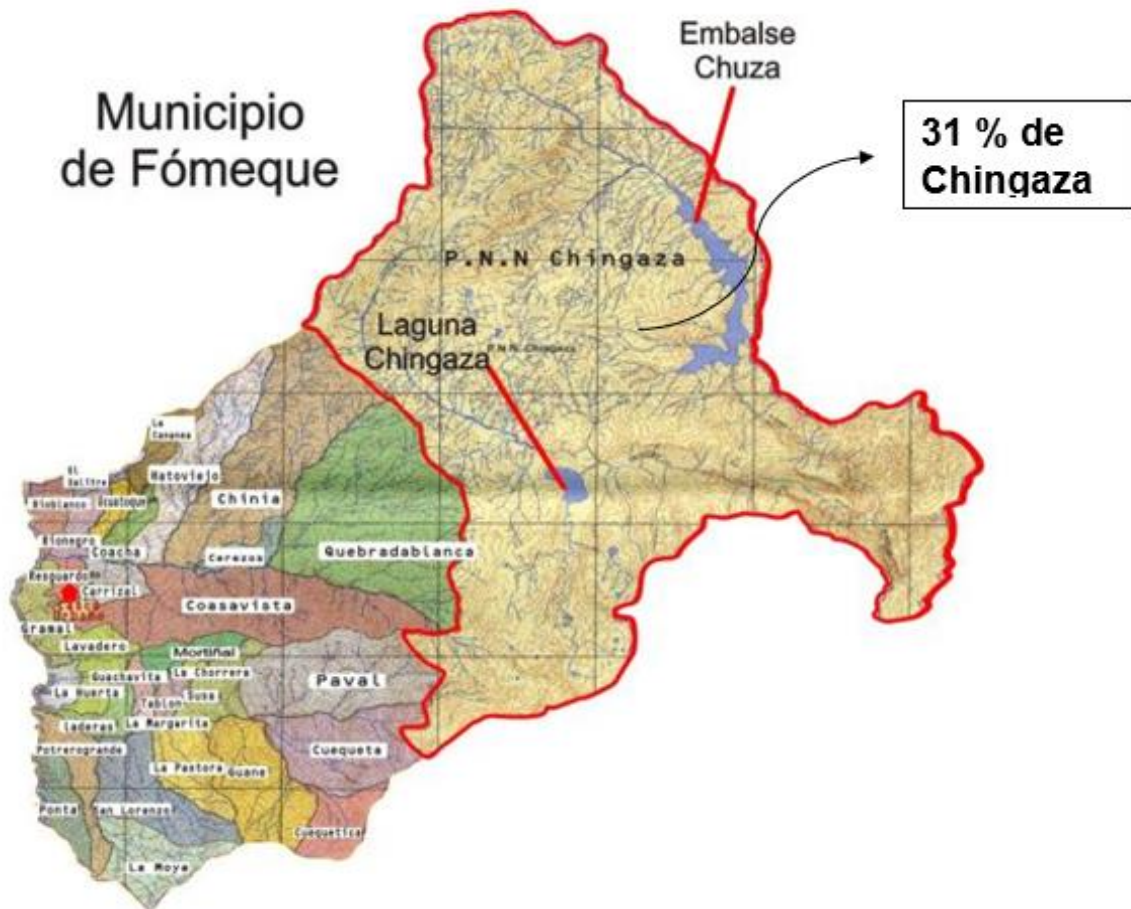 Municipio
de Fómeque
Embalse
Chuza
31 % de
Chingaza
P.N.N Chingaza
Laguna
Chingaza
P.N.N. Chingaza
La
Hatoviejo
El
Salitre
Rioblanco
Chinia
Rionegro
Coacha
Cerezos
Quebradablanca
Resguardo
Carrizal
Coasavista
Gramal
Lavadero
Mortiñal
Guachavita
La Chorrera
Paval
La Huerta
Tablon
Susa
La Margarita
laderas
Potrerogrande
Cuequeta
La Pastora
Guane
Ponta
San Lorenzo
Cuequetica
La Moya